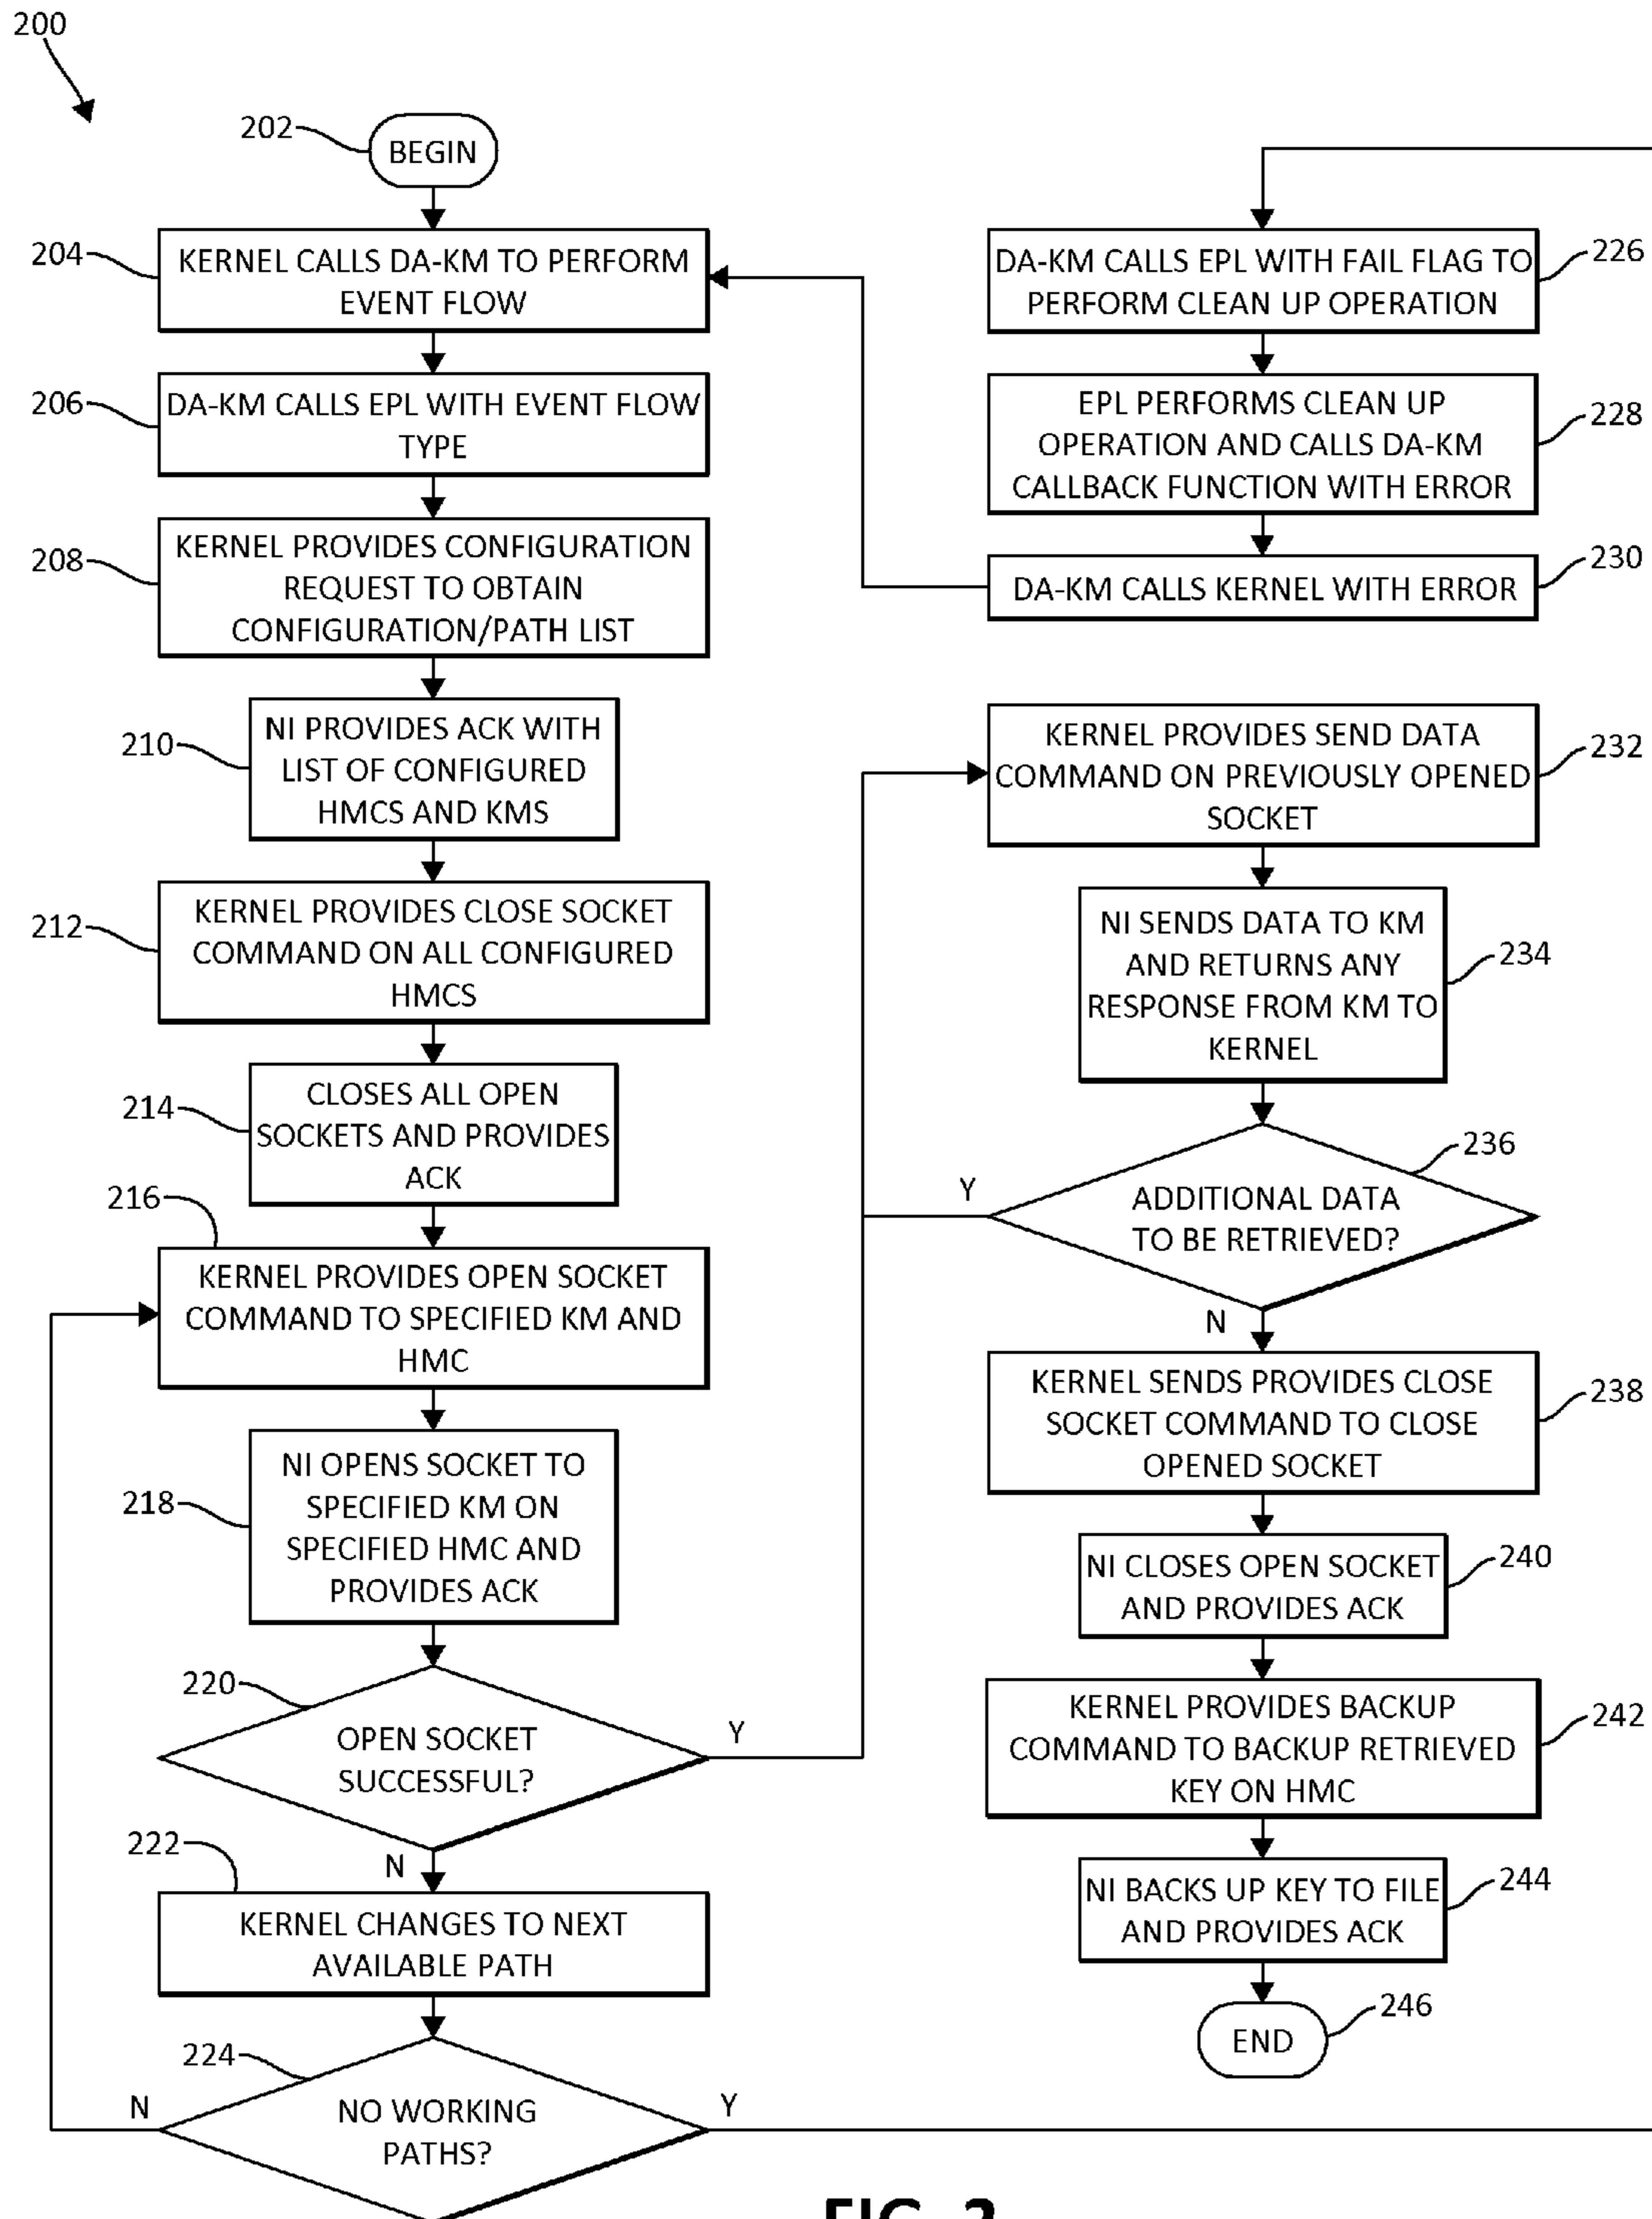 200
202
BEGIN
204
KERNEL CALLS DA-KM TO PERFORM
EVENT FLOW
206
DA-KM CALLS EPL WITH EVENT FLOW
TYPE
208
KERNEL PROVIDES CONFIGURATION
REQUEST TO OBTAIN
CONFIGURATION/PATH LIST
210
NI PROVIDES ACK WITH
LIST OF CONFIGURED
HMCS AND KMS
212
KERNEL PROVIDES CLOSE SOCKET
COMMAND ON ALL CONFIGURED
HMCS
214
CLOSES ALL OPEN
SOCKETS AND PROVIDES
ACK
216
KERNEL PROVIDES OPEN SOCKET
COMMAND TO SPECIFIED KM AND
HMC
218
NI OPENS SOCKET TO
SPECIFIED KM ON
SPECIFIED HMC AND
PROVIDES ACK
220
OPEN SOCKET
SUCCESSFUL?
Y
N
222
KERNEL CHANGES TO NEXT
AVAILABLE PATH
224
NO WORKING
PATHS?
N
Y
DA-KM CALLS EPL WITH FAIL FLAG TO
PERFORM CLEAN UP OPERATION
226
EPL PERFORMS CLEAN UP
OPERATION AND CALLS DA-KM
CALLBACK FUNCTION WITH ERROR
228
DA-KM CALLS KERNEL WITH ERROR
230
KERNEL PROVIDES SEND DATA
COMMAND ON PREVIOUSLY OPENED
SOCKET
232
NI SENDS DATA TO KM
AND RETURNS ANY
RESPONSE FROM KM TO
KERNEL
234
236
ADDITIONAL DATA
TO BE RETRIEVED?
Y
N
KERNEL SENDS PROVIDES CLOSE
SOCKET COMMAND TO CLOSE
OPENED SOCKET
238
NI CLOSES OPEN SOCKET
AND PROVIDES ACK
240
KERNEL PROVIDES BACKUP
COMMAND TO BACKUP RETRIEVED
KEY ON HMC
242
NI BACKS UP KEY TO FILE
AND PROVIDES ACK
244
246
END